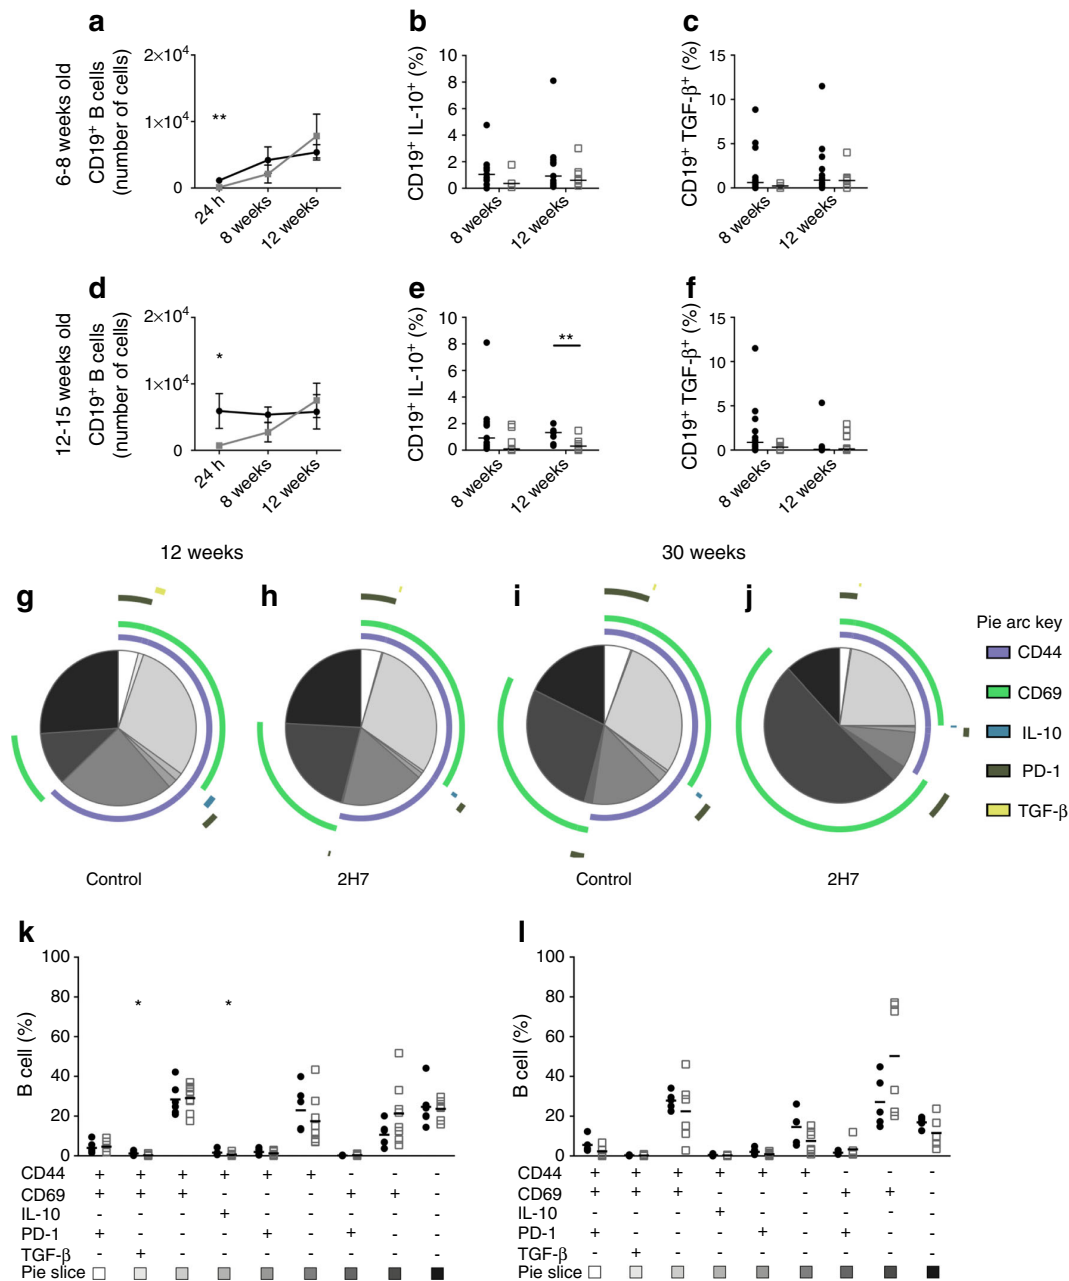 a b c
6-8 weeks old
CD19+ B cells
(number of cells)
2×10^4
1×10^4
0
**
24 h 8 weeks 12 weeks
CD19+ IL-10+ (%)
10
8
6
4
2
0
8 weeks 12 weeks
CD19+ TGF-β+ (%)
15
10
5
0
8 weeks 12 weeks
d e f
12-15 weeks old
CD19+ B cells
(number of cells)
2×10^4
1×10^4
0
*
24 h 8 weeks 12 weeks
CD19+ IL-10+ (%)
10
8
6
4
2
0
**
8 weeks 12 weeks
CD19+ TGF-β+ (%)
15
10
5
0
8 weeks 12 weeks
12 weeks 30 weeks
g h i j
Pie arc key
CD44
CD69
IL-10
PD-1
TGF-β
Control 2H7 Control 2H7
k
B cell (%)
100
80
60
40
20
0
* *
CD44 + + + + + + - - -
CD69 + + + - - - + + -
IL-10 - - - + - - - - -
PD-1 + - - - + - + - -
TGF-β - + - - - - - - -
Pie slice
l
B cell (%)
100
80
60
40
20
0
CD44 + + + + + + - - -
CD69 + + + - - - + + -
IL-10 - - - + - - - - -
PD-1 + - - - + - + - -
TGF-β - + - - - - - - -
Pie slice